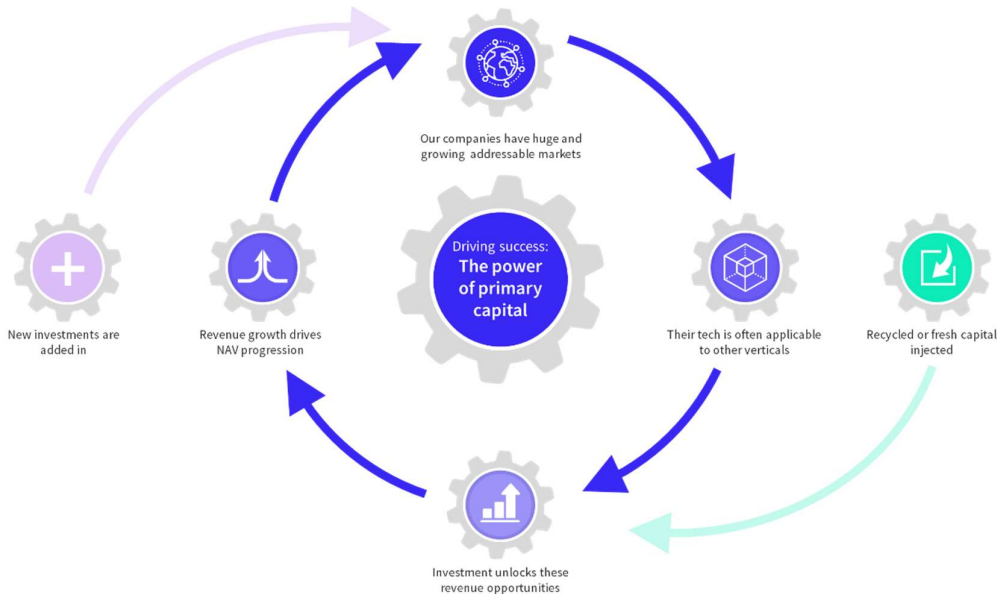 Our companies have huge and
growing addressable markets
Driving success:
The power
of primary
capital
New investments are
added in
Revenue growth drives
NAV progression
Their tech is often applicable
to other verticals
Recycled or fresh capital
injected
Investment unlocks these
revenue opportunities